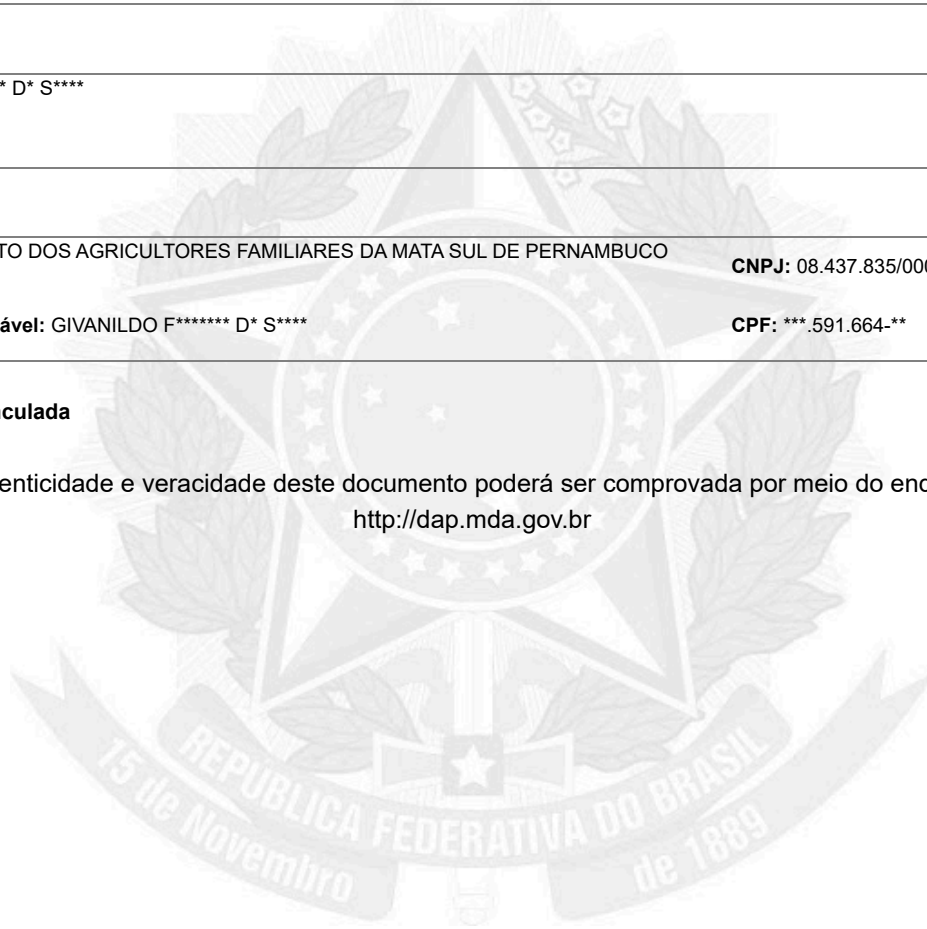 * D* S****
TO DOS AGRICULTORES FAMILIARES DA MATA SUL DE PERNAMBUCO
CNPJ: 08.437.835/000
ável: GIVANILDO F******* D* S****
CPF: ***.591.664-**
culada
enticidade e veracidade deste documento poderá ser comprovada por meio do end
http://dap.mda.gov.br
REPÚBLICA FEDERATIVA DO BRASIL
15 de Novembro
de 1889